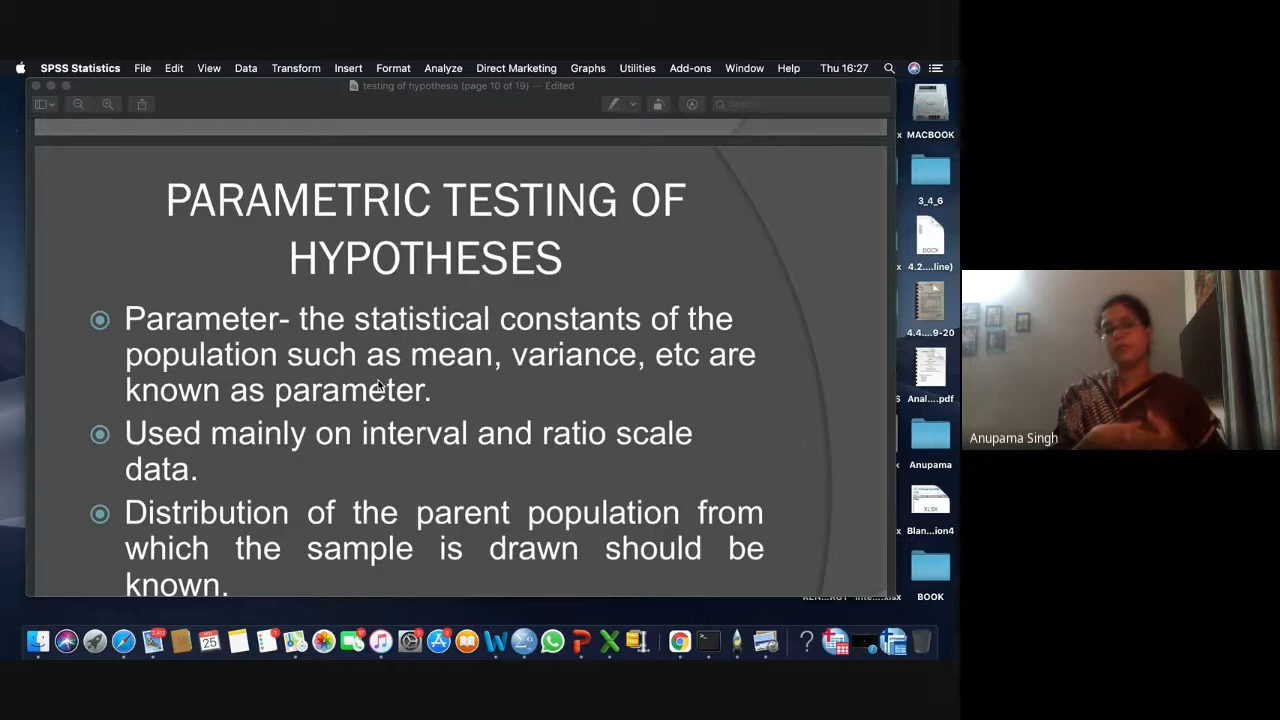 SPSS Statistics File Edit View Data Transform Insert Format Analyze Direct Marketing Graphs Utilities Add-ons Window Help Thu 16:27
testing of hypothesis (page 10 of 19) — Edited
Search
PARAMETRIC TESTING OF
HYPOTHESES
Parameter- the statistical constants of the
population such as mean, variance, etc are
known as parameter.
Used mainly on interval and ratio scale
data.
Distribution of the parent population from
which the sample is drawn should be
known.
MACBOOK
3_4_6
DOCX
4.2....line)
4.4....9-20
Anal....pdf
Anupama
XLSX
Blan...ion4
BOOK
Anupama Singh
25